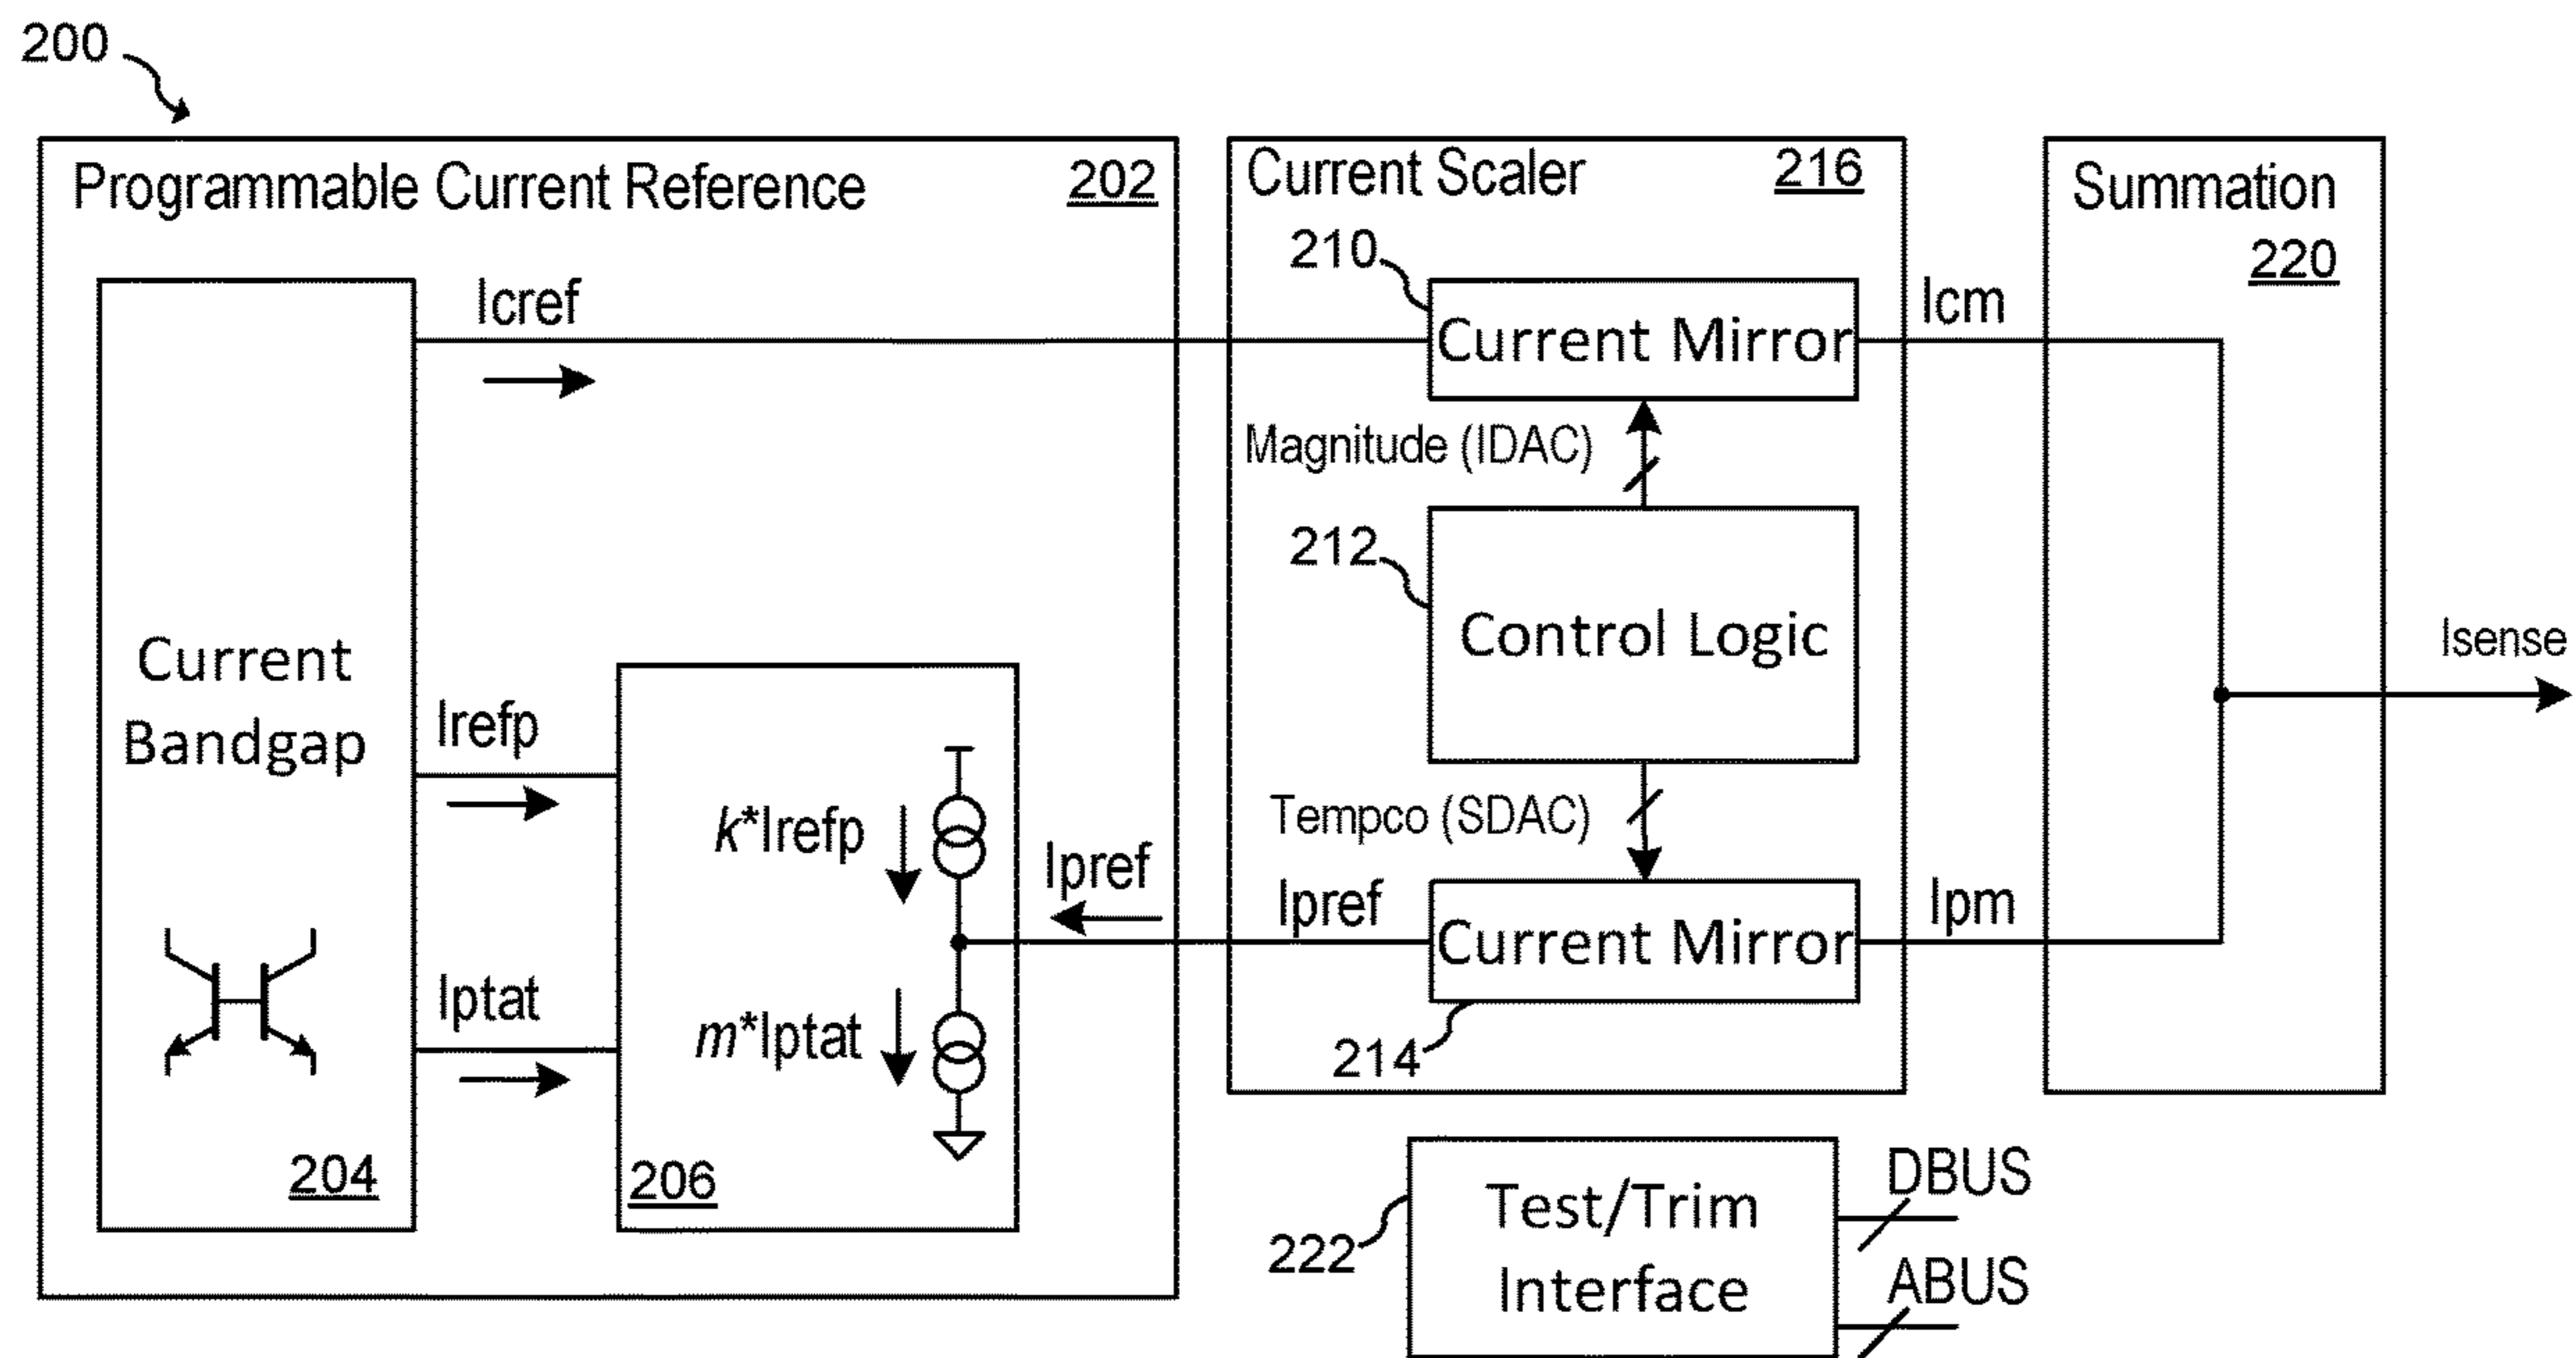 200
Programmable Current Reference
202
Current Scaler
216
Summation
220
210
Icref
Current Mirror
Icm
Magnitude (IDAC)
212
Control Logic
Isense
Current
Bandgap
Irefp
k*Irefp
Tempco (SDAC)
Ipref
Ipref
Current Mirror
Ipm
Iptat
m*Iptat
214
204
206
Test/Trim
Interface
222
DBUS
ABUS